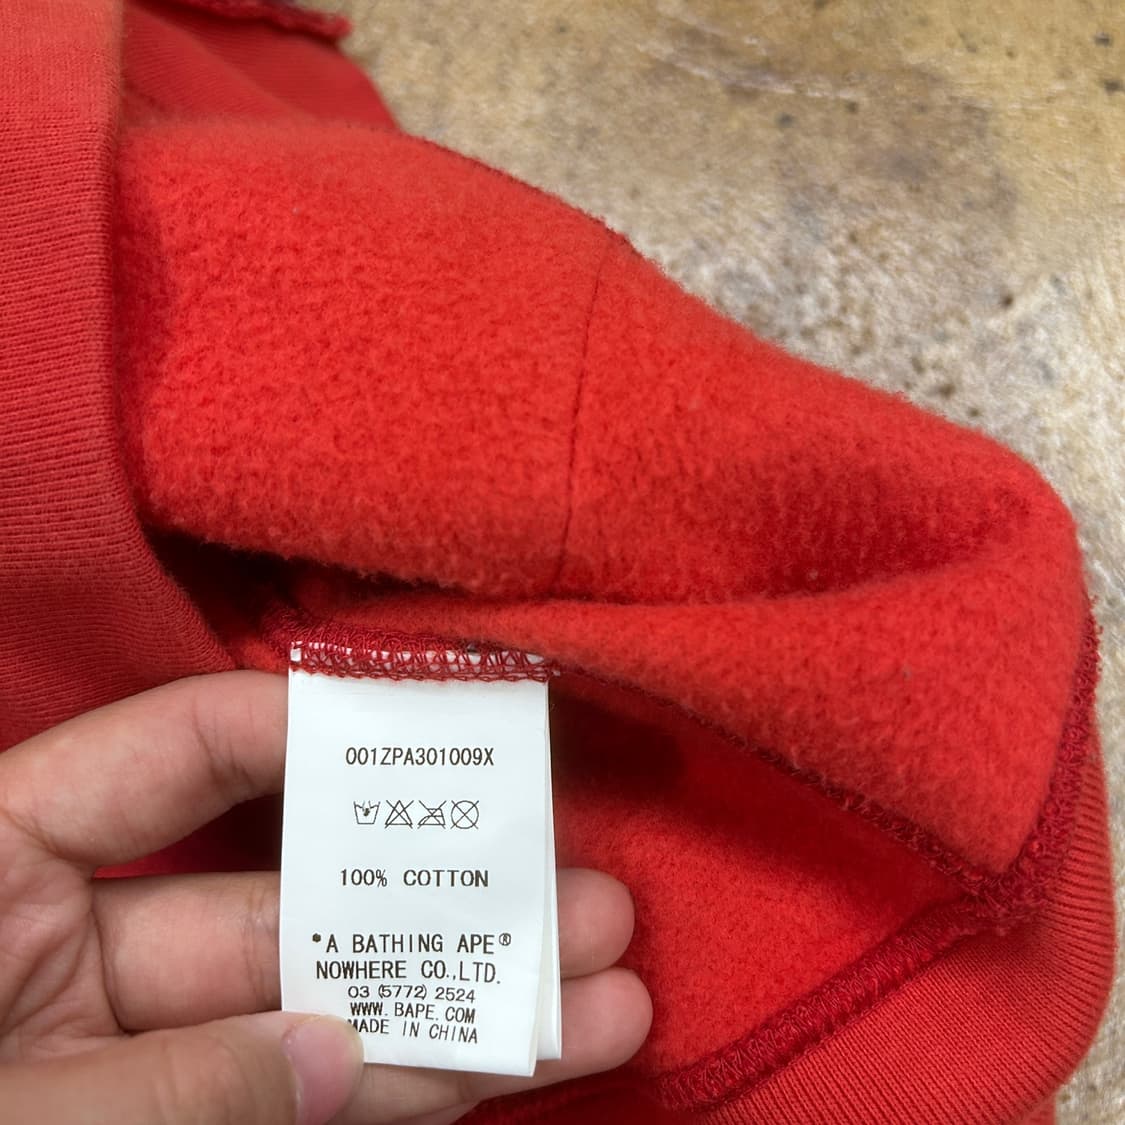 001ZPA301009X
100% COTTON
*A BATHING APE®
NOWHERE CO.,LTD.
03 (5772) 2524
WWW. BAPE. COM
MADE IN CHINA